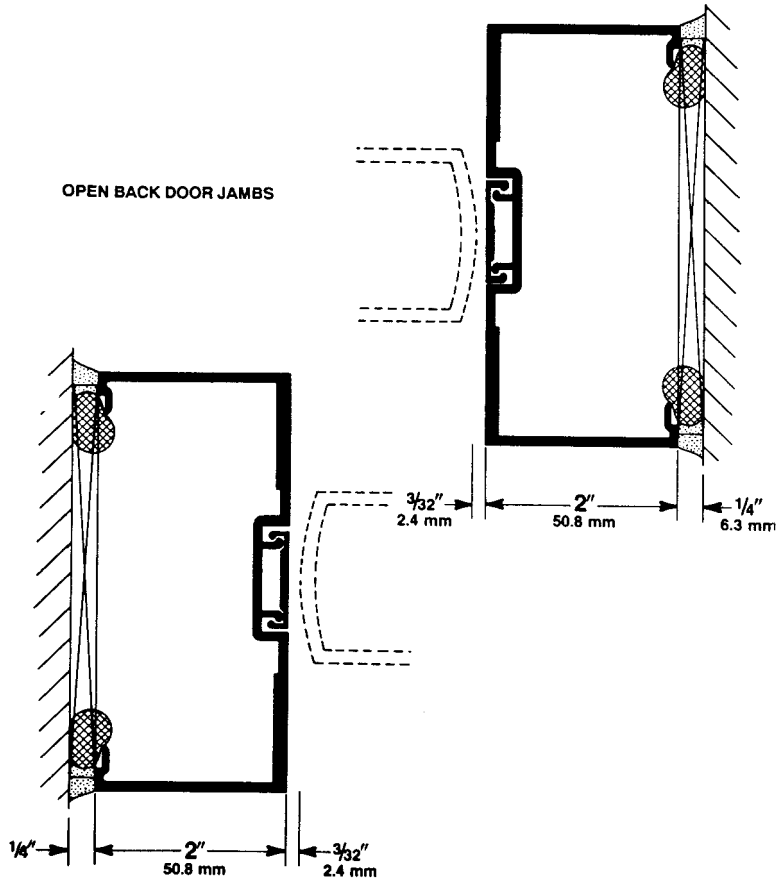 OPEN BACK DOOR JAMBS
3/32" 2" 1/4"
2.4 mm 50.8 mm 6.3 mm
1/4" 2" 3/32"
50.8 mm 2.4 mm